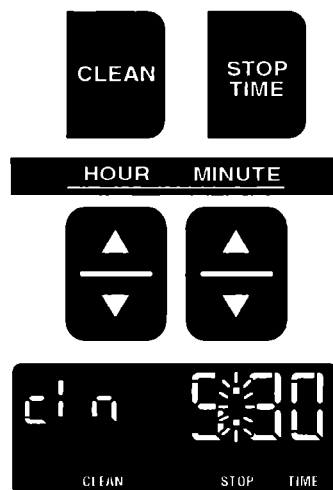 CLEAN STOP
TIME
HOUR MINUTE
cln 5:30
CLEAN STOP TIME